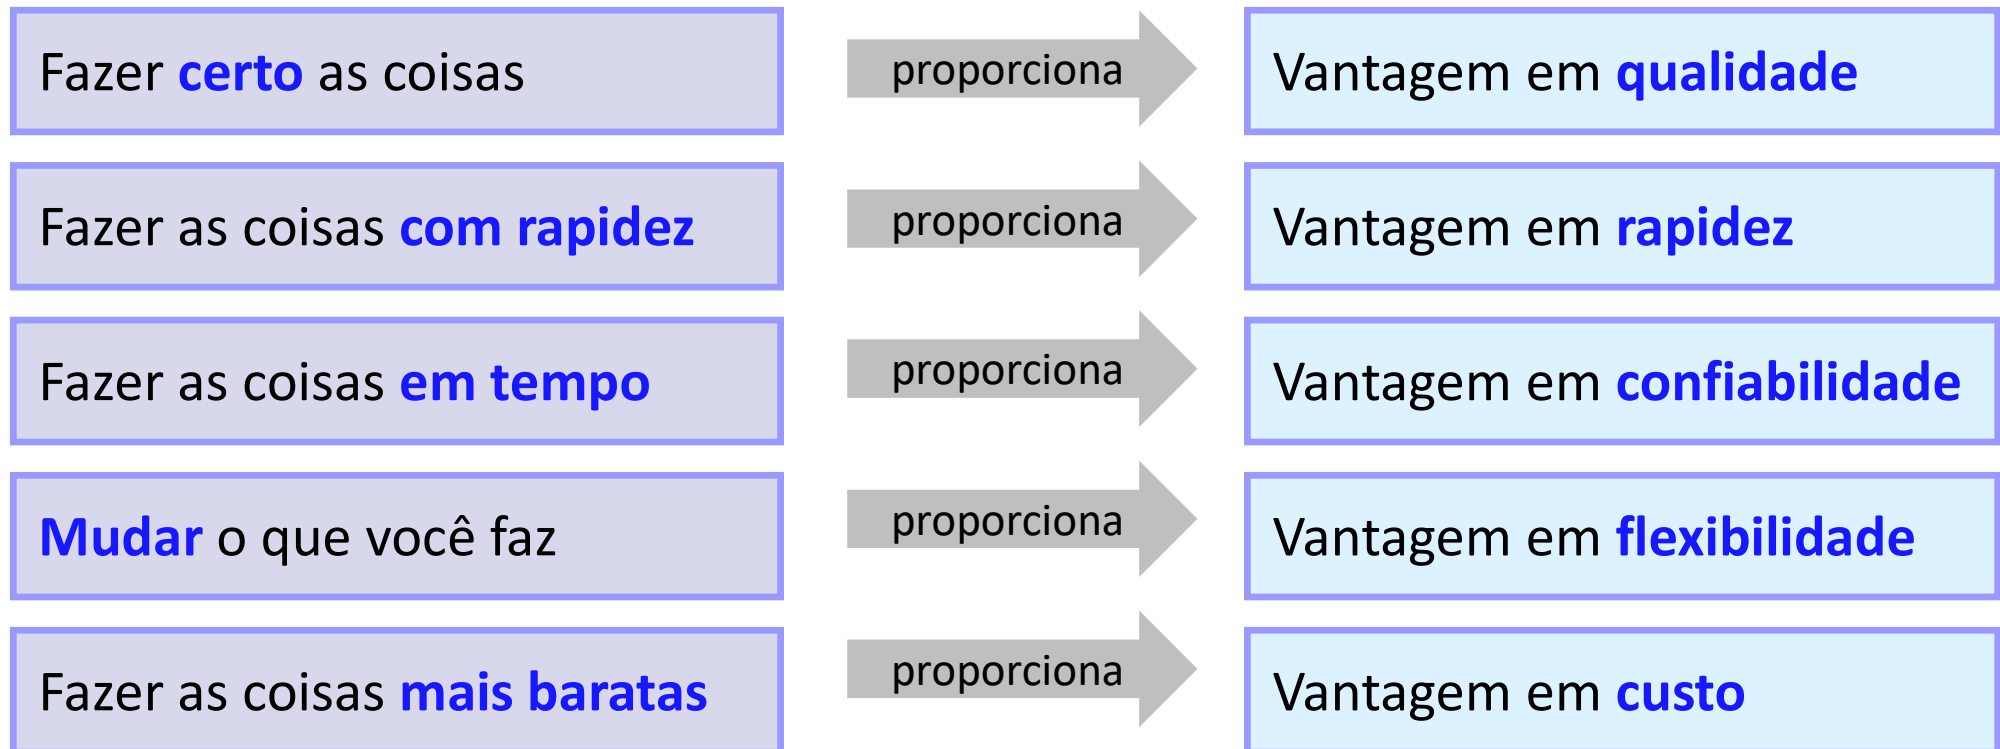 Fazer certo as coisas
proporciona
Vantagem em qualidade
Fazer as coisas com rapidez
proporciona
Vantagem em rapidez
Fazer as coisas em tempo
proporciona
Vantagem em confiabilidade
Mudar o que você faz
proporciona
Vantagem em flexibilidade
Fazer as coisas mais baratas
proporciona
Vantagem em custo